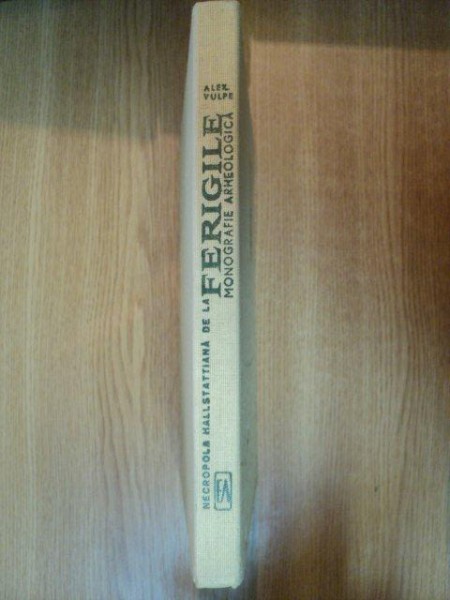 ALEX.
VULPE
NECROPOLA HALLSTATTIANĂ DE LA FERIGILE
MONOGRAFIE ARHEOLOGICĂ